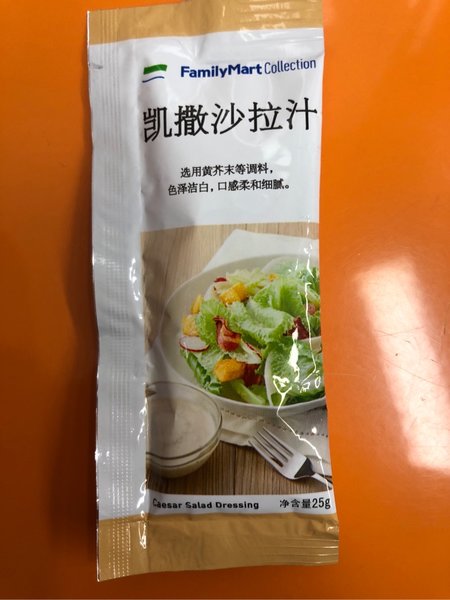 FamilyMart Collection
凯撒沙拉汁
选用黄芥末等调料，
色泽洁白，口感柔和细腻。
Caesar Salad Dressing 净含量25g